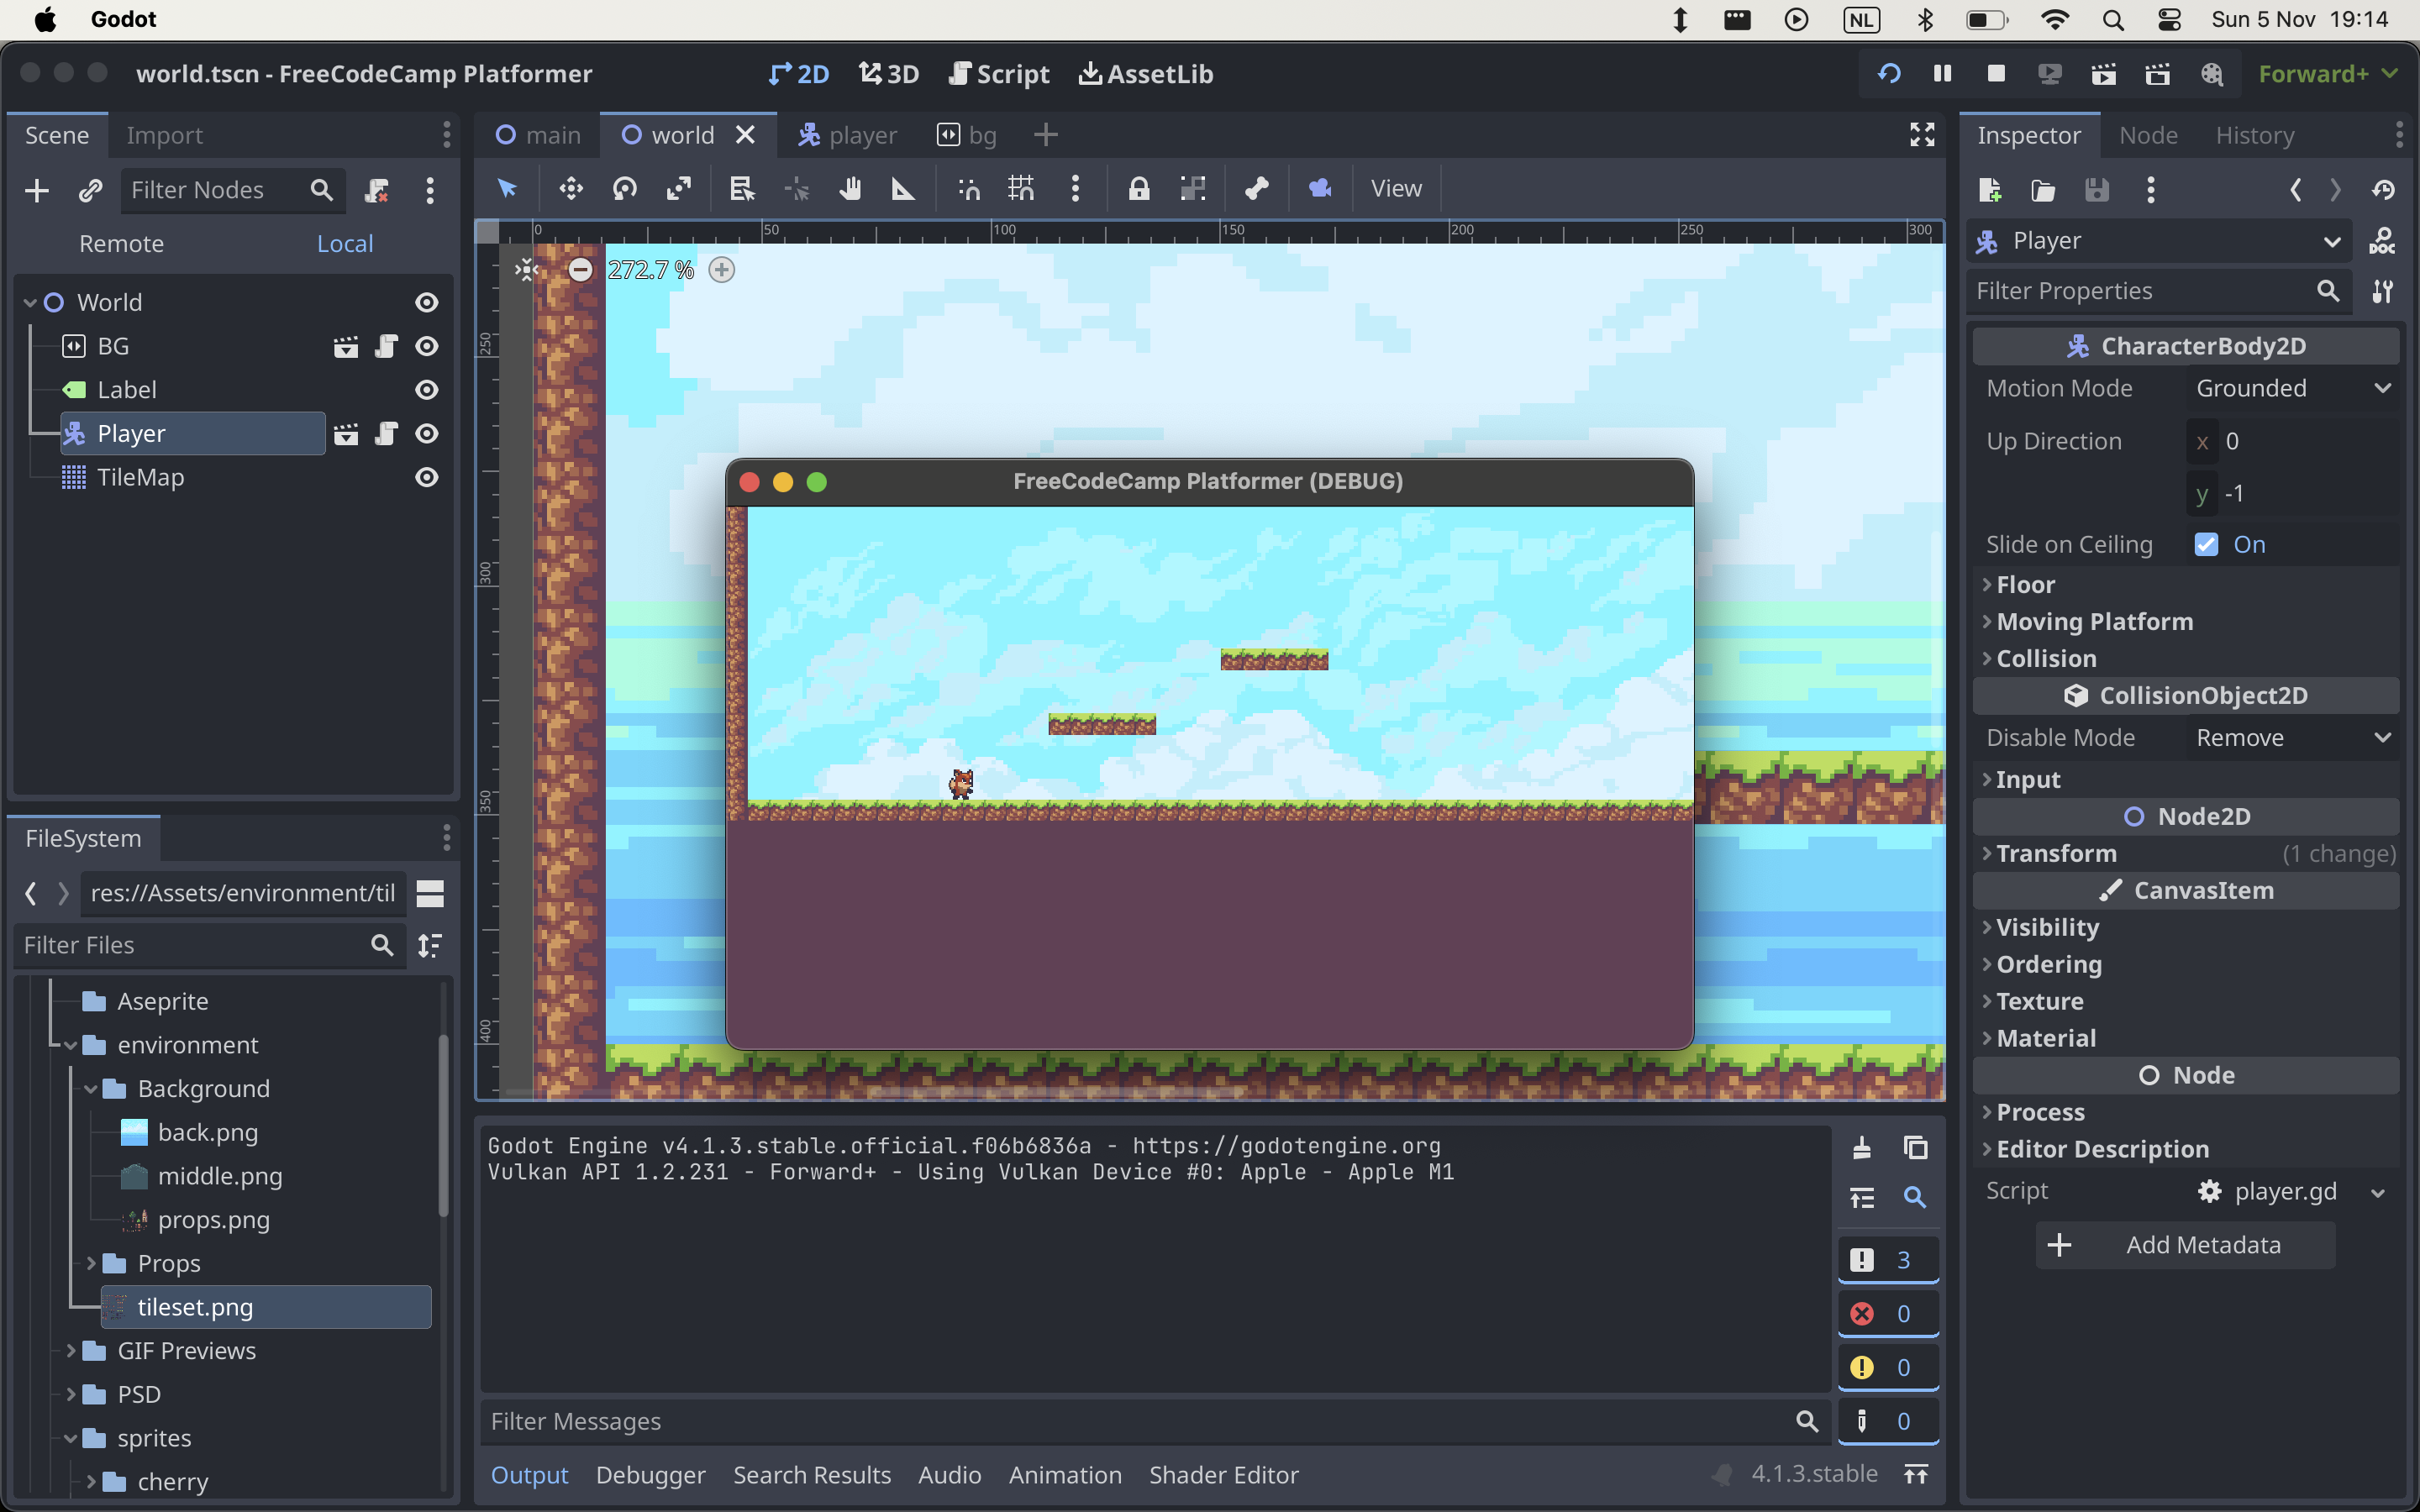 Godot
NL
Sun 5 Nov 19:14
world.tscn - FreeCodeCamp Platformer
2D
3D
Script
AssetLib
Forward+
Scene
Import
main
world
player
bg
Inspector
Node
History
Filter Nodes
View
Remote
Local
0
50
100
150
200
250
300
272.7 %
250
300
350
400
World
BG
Label
Player
TileMap
FreeCodeCamp Platformer (DEBUG)
Player
DOC
Filter Properties
CharacterBody2D
Motion Mode
Grounded
Up Direction
x 0
y -1
Slide on Ceiling
On
Floor
Moving Platform
Collision
CollisionObject2D
Disable Mode
Remove
Input
Node2D
Transform
(1 change)
CanvasItem
Visibility
Ordering
Texture
Material
Node
Process
Editor Description
Script
player.gd
Add Metadata
FileSystem
res://Assets/environment/til
Filter Files
Aseprite
environment
Background
back.png
middle.png
props.png
Props
tileset.png
GIF Previews
PSD
sprites
cherry
Godot Engine v4.1.3.stable.official.f06b6836a - https://godotengine.org
Vulkan API 1.2.231 - Forward+ - Using Vulkan Device #0: Apple - Apple M1
3
0
0
0
Filter Messages
Output
Debugger
Search Results
Audio
Animation
Shader Editor
4.1.3.stable